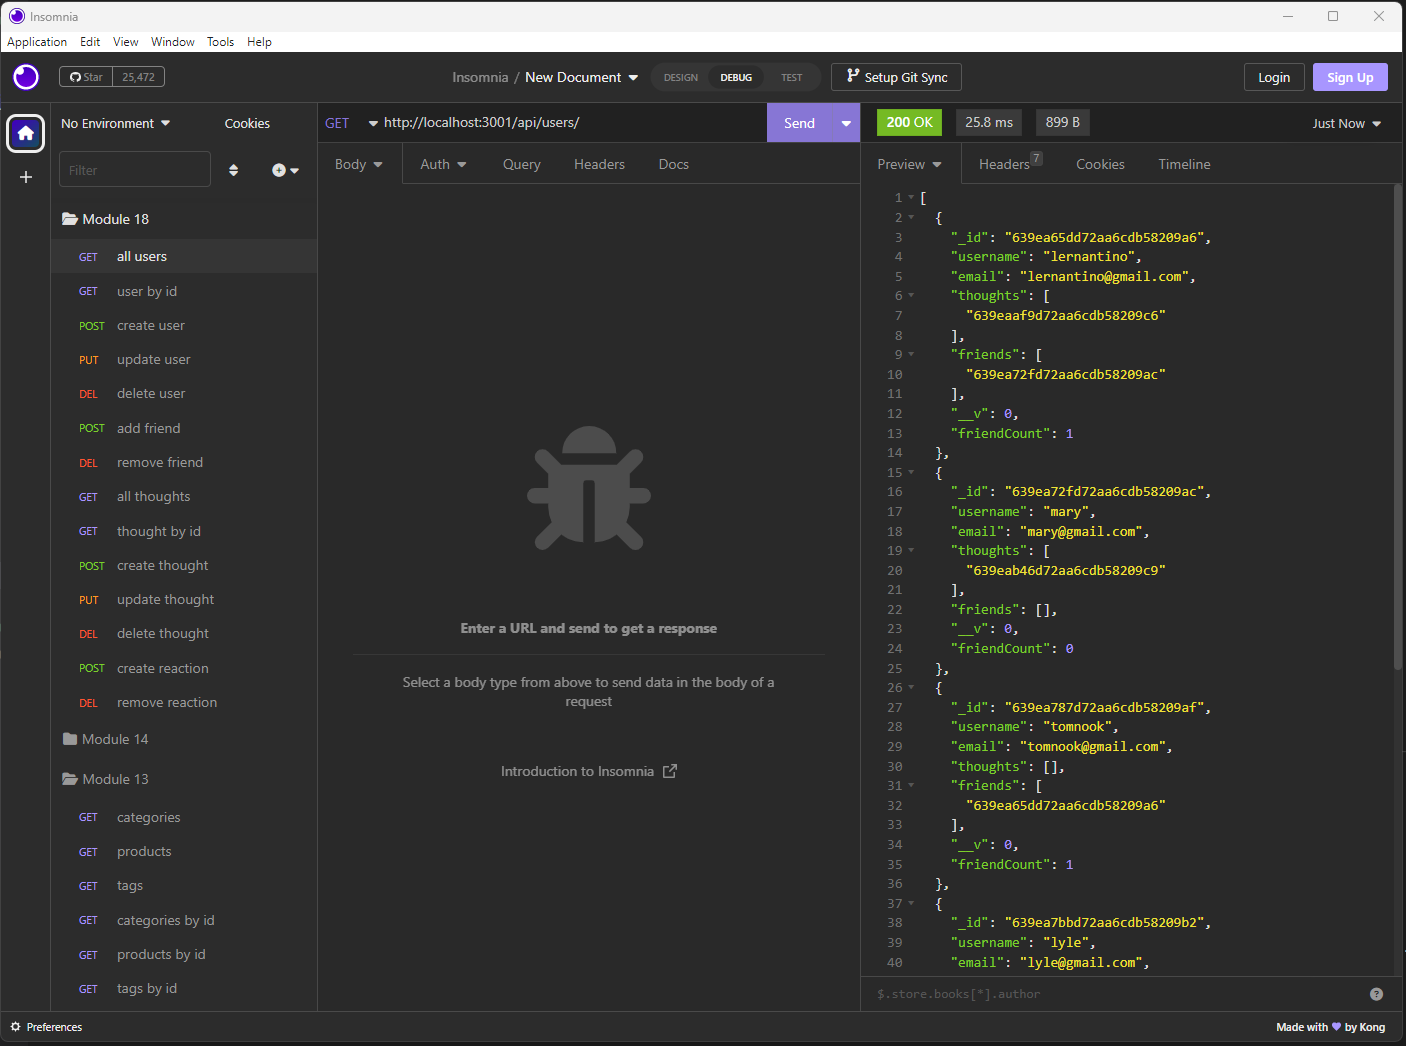 Insomnia
Application Edit View Window Tools Help
Star 25,472
Insomnia / New Document
DESIGN DEBUG TEST
Setup Git Sync
Login Sign Up
No Environment Cookies
Filter
Module 18
GET all users
GET user by id
POST create user
PUT update user
DEL delete user
POST add friend
DEL remove friend
GET all thoughts
GET thought by id
POST create thought
PUT update thought
DEL delete thought
POST create reaction
DEL remove reaction
Module 14
Module 13
GET categories
GET products
GET tags
GET categories by id
GET products by id
GET tags by id
GET http://localhost:3001/api/users/ Send
Body Auth Query Headers Docs
Enter a URL and send to get a response
Select a body type from above to send data in the body of a
request
Introduction to Insomnia
200 OK 25.8 ms 899 B Just Now
Preview Headers 7 Cookies Timeline
1 [
2 {
3 "_id": "639ea65dd72aa6cdb58209a6",
4 "username": "lernantino",
5 "email": "lernantino@gmail.com",
6 "thoughts": [
7 "639eaaf9d72aa6cdb58209c6"
8 ],
9 "friends": [
10 "639ea72fd72aa6cdb58209ac"
11 ],
12 "__v": 0,
13 "friendCount": 1
14 },
15 {
16 "_id": "639ea72fd72aa6cdb58209ac",
17 "username": "mary",
18 "email": "mary@gmail.com",
19 "thoughts": [
20 "639eab46d72aa6cdb58209c9"
21 ],
22 "friends": [],
23 "__v": 0,
24 "friendCount": 0
25 },
26 {
27 "_id": "639ea787d72aa6cdb58209af",
28 "username": "tomnook",
29 "email": "tomnook@gmail.com",
30 "thoughts": [],
31 "friends": [
32 "639ea65dd72aa6cdb58209a6"
33 ],
34 "__v": 0,
35 "friendCount": 1
36 },
37 {
38 "_id": "639ea7bbd72aa6cdb58209b2",
39 "username": "lyle",
40 "email": "lyle@gmail.com",
$.store.books[*].author ?
Preferences
Made with by Kong